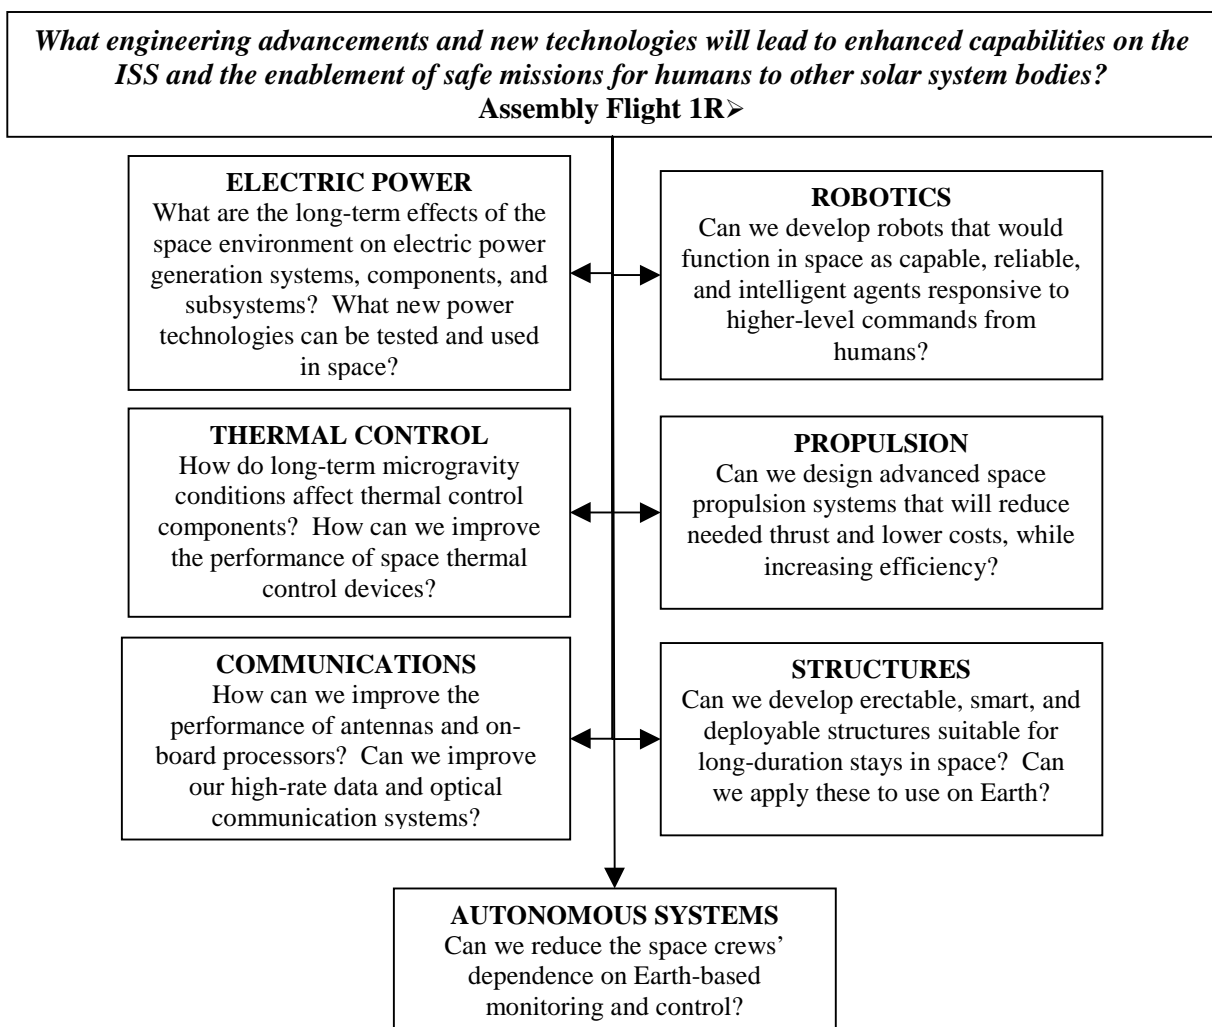 What engineering advancements and new technologies will lead to enhanced capabilities on the
ISS and the enablement of safe missions for humans to other solar system bodies?
Assembly Flight 1R➢
ELECTRIC POWER
What are the long-term effects of the
space environment on electric power
generation systems, components, and
subsystems?  What new power
technologies can be tested and used
in space?
ROBOTICS
Can we develop robots that would
function in space as capable, reliable,
and intelligent agents responsive to
higher-level commands from
humans?
THERMAL CONTROL
How do long-term microgravity
conditions affect thermal control
components?  How can we improve
the performance of space thermal
control devices?
PROPULSION
Can we design advanced space
propulsion systems that will reduce
needed thrust and lower costs, while
increasing efficiency?
COMMUNICATIONS
How can we improve the
performance of antennas and on-
board processors?  Can we improve
our high-rate data and optical
communication systems?
STRUCTURES
Can we develop erectable, smart, and
deployable structures suitable for
long-duration stays in space?  Can
we apply these to use on Earth?
AUTONOMOUS SYSTEMS
Can we reduce the space crews’
dependence on Earth-based
monitoring and control?